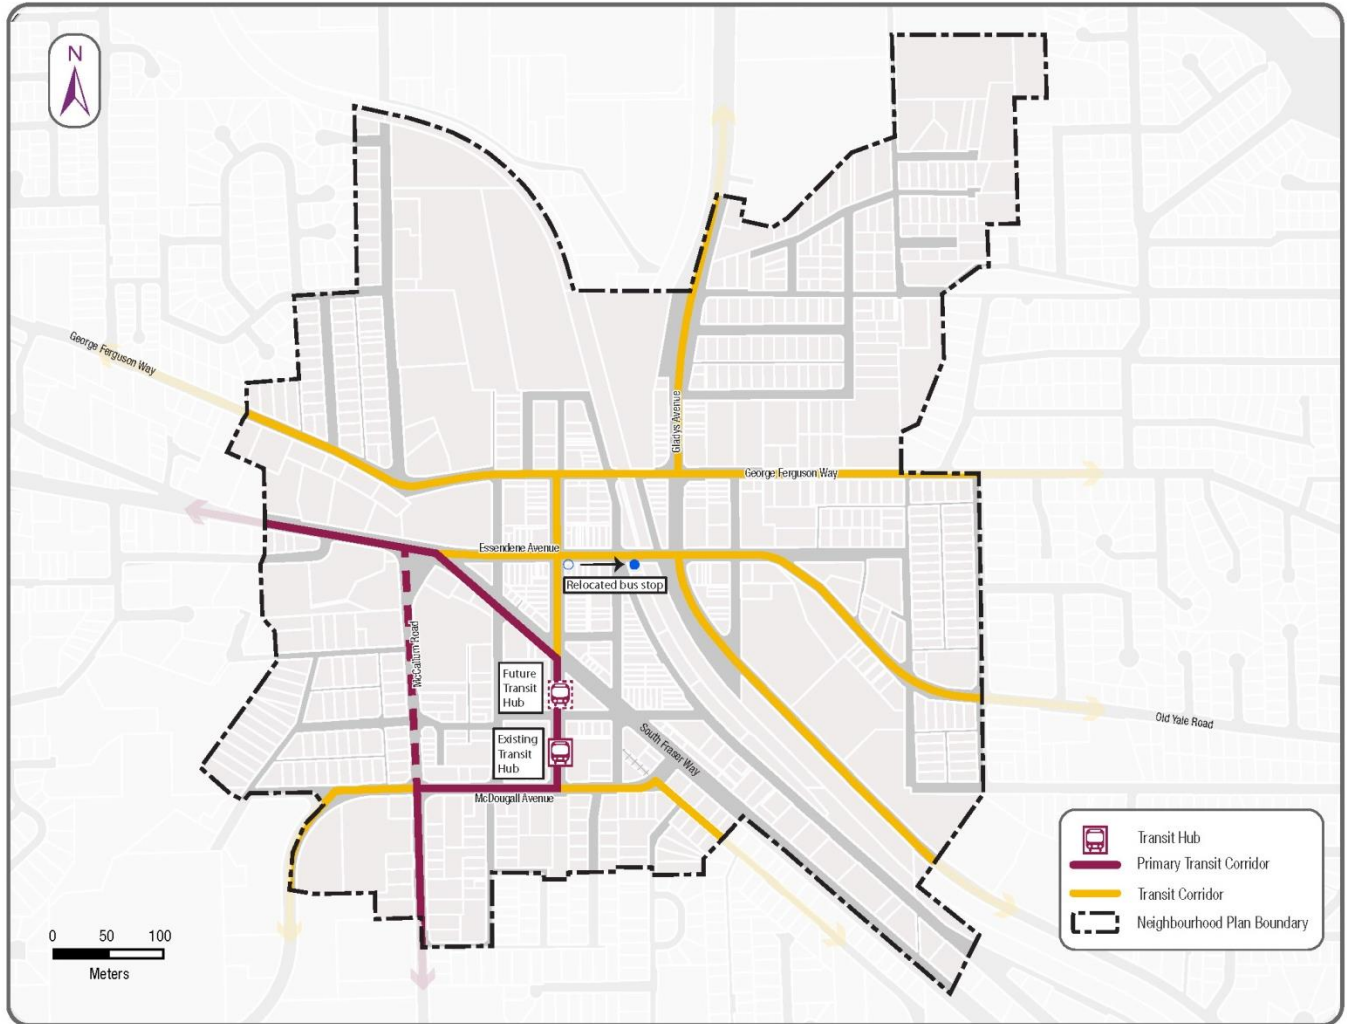 N
George Ferguson Way
Gladys Avenue
George Ferguson Way
Essendene Avenue
Relocated bus stop
McCallum Road
Future
Transit
Hub
Existing
Transit
Hub
South Fraser Way
Old Yale Road
McDougall Avenue
Transit Hub
Primary Transit Corridor
Transit Corridor
Neighbourhood Plan Boundary
0 50 100
Meters